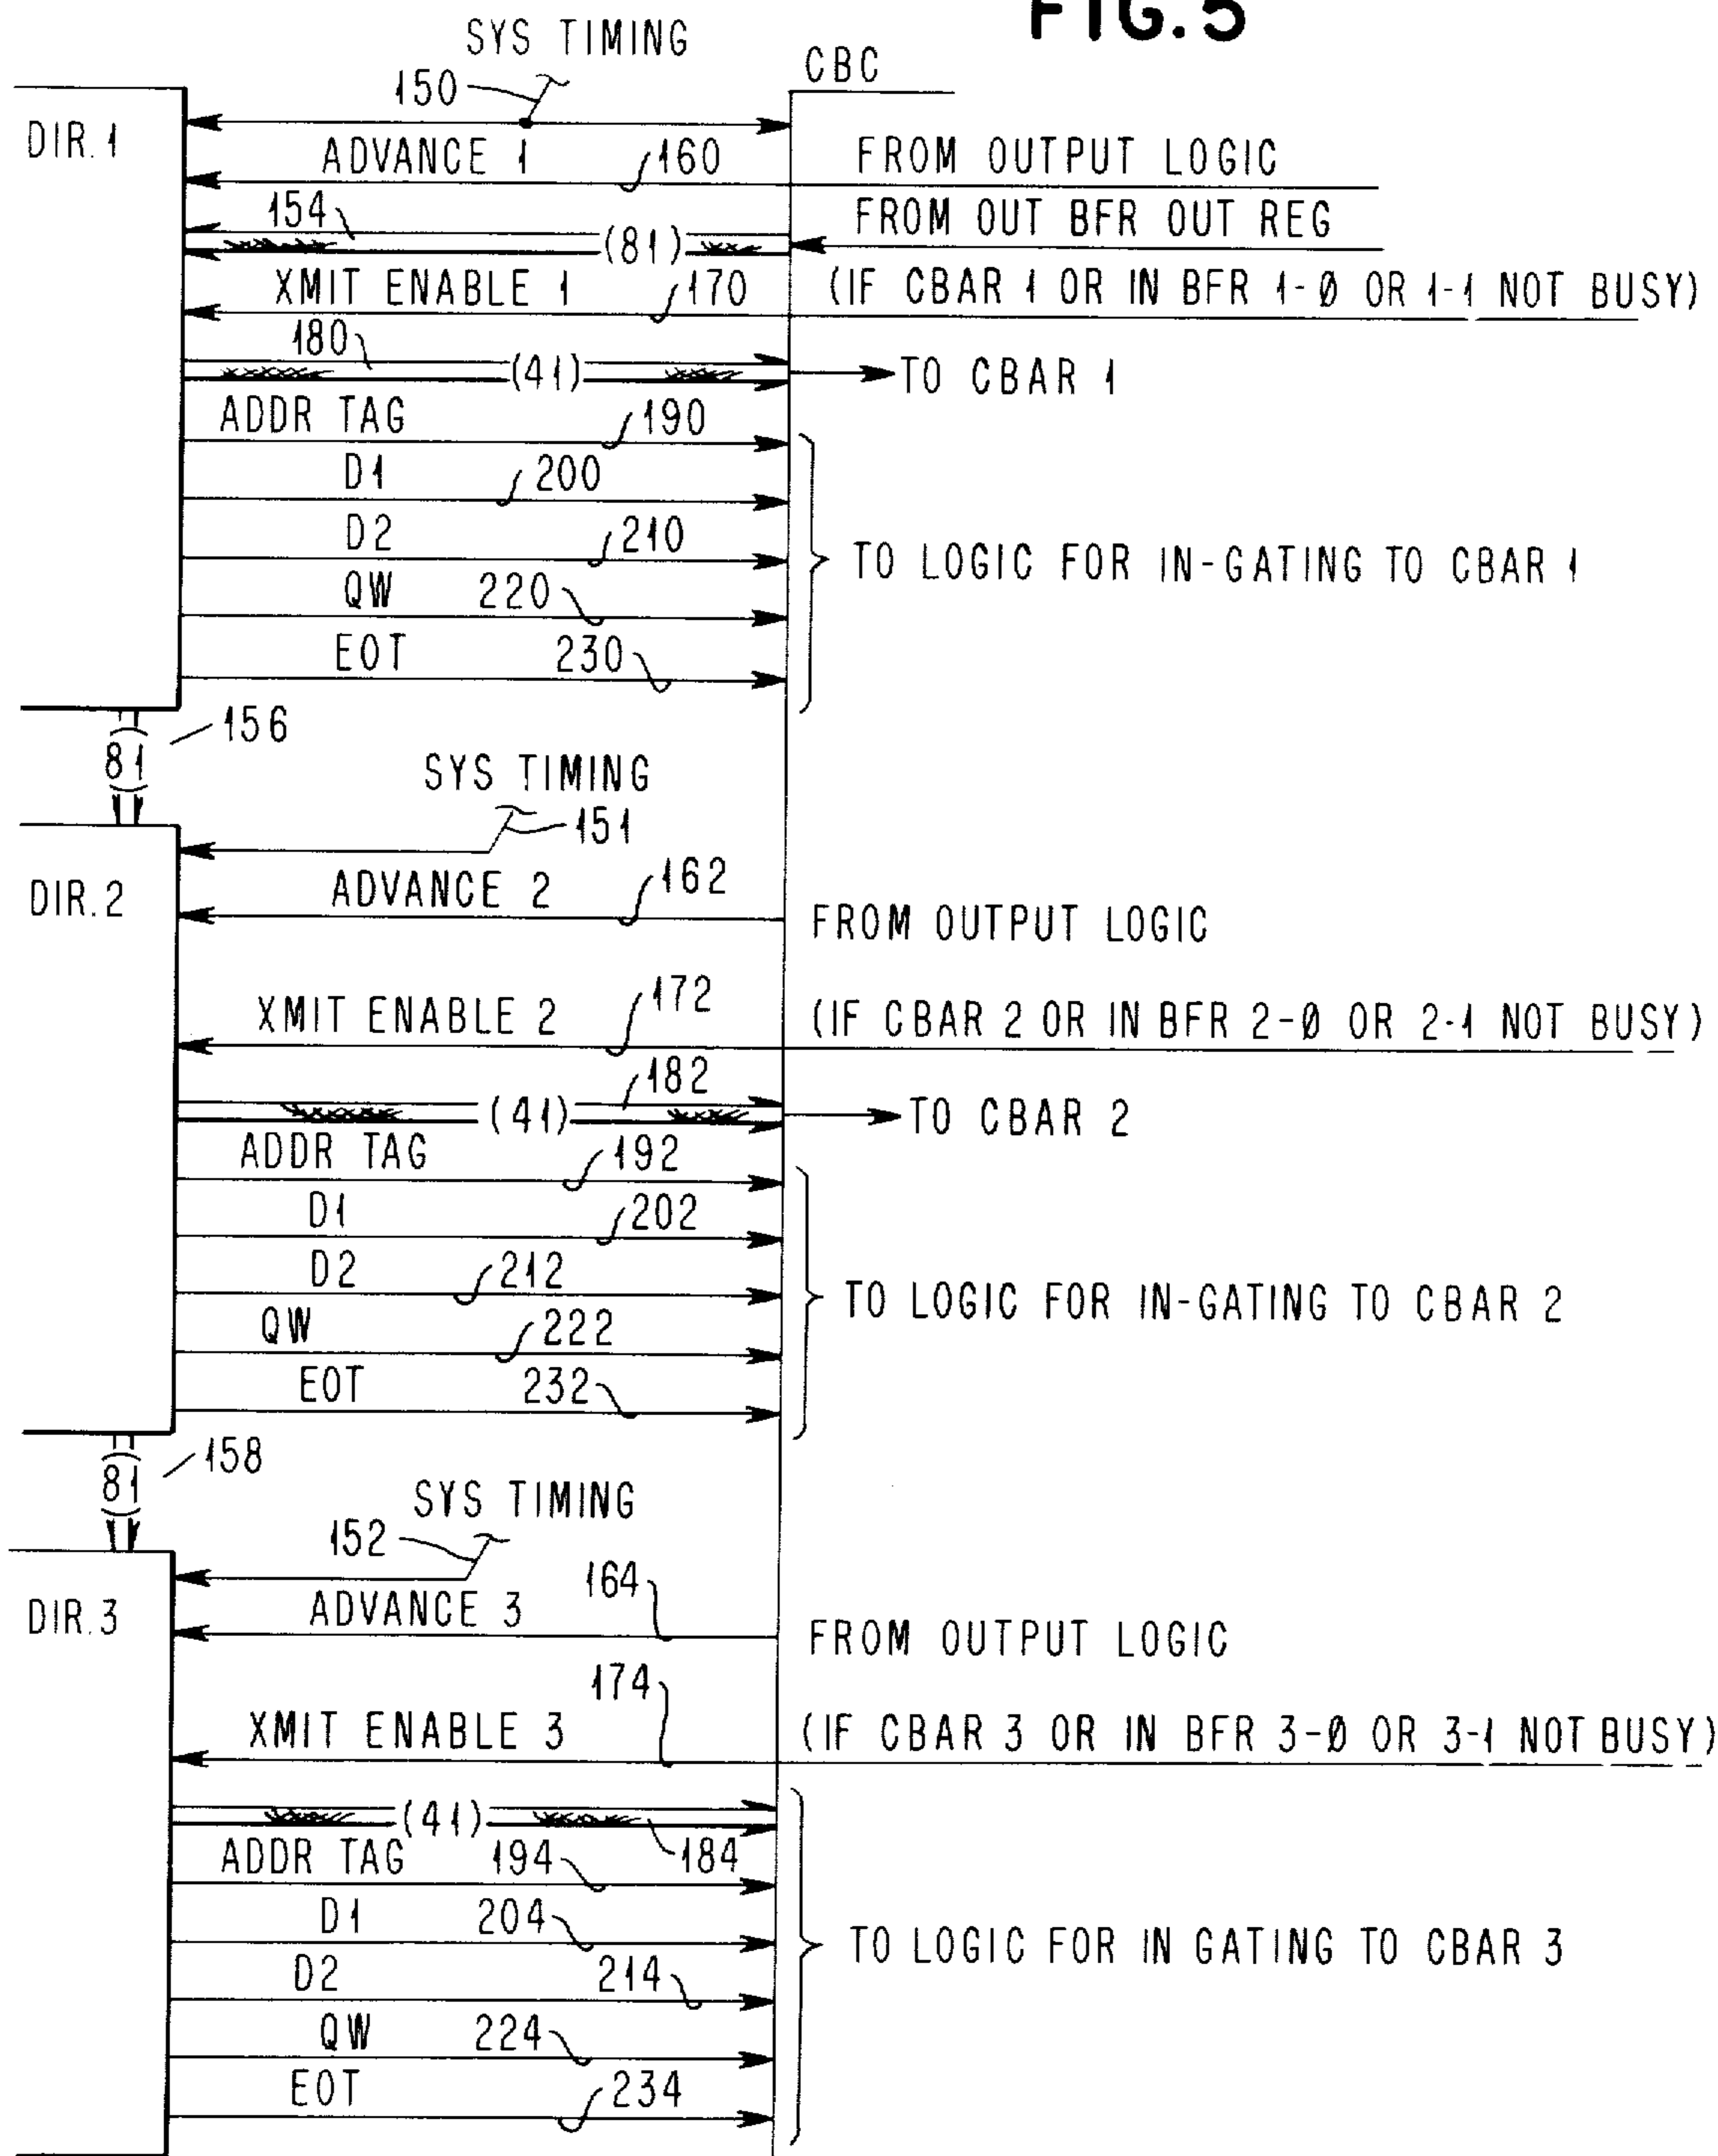 FIG. 5
SYS TIMING
CBC
150
DIR. 1
ADVANCE 1
160
FROM OUTPUT LOGIC
154
(81)
FROM OUT BFR OUT REG
XMIT ENABLE 1
170
(IF CBAR 1 OR IN BFR 1-Ø OR 1-1 NOT BUSY)
180
(41)
TO CBAR 1
ADDR TAG
190
D1
200
D2
210
TO LOGIC FOR IN-GATING TO CBAR 1
QW
220
EOT
230
(81)
156
SYS TIMING
151
DIR. 2
ADVANCE 2
162
FROM OUTPUT LOGIC
XMIT ENABLE 2
172
(IF CBAR 2 OR IN BFR 2-Ø OR 2-1 NOT BUSY)
182
(41)
TO CBAR 2
ADDR TAG
192
D1
202
D2
212
TO LOGIC FOR IN-GATING TO CBAR 2
QW
222
EOT
232
(81)
158
SYS TIMING
152
DIR. 3
ADVANCE 3
164
FROM OUTPUT LOGIC
XMIT ENABLE 3
174
(IF CBAR 3 OR IN BFR 3-Ø OR 3-1 NOT BUSY)
(41)
184
ADDR TAG
194
D1
204
TO LOGIC FOR IN GATING TO CBAR 3
D2
214
QW
224
EOT
234